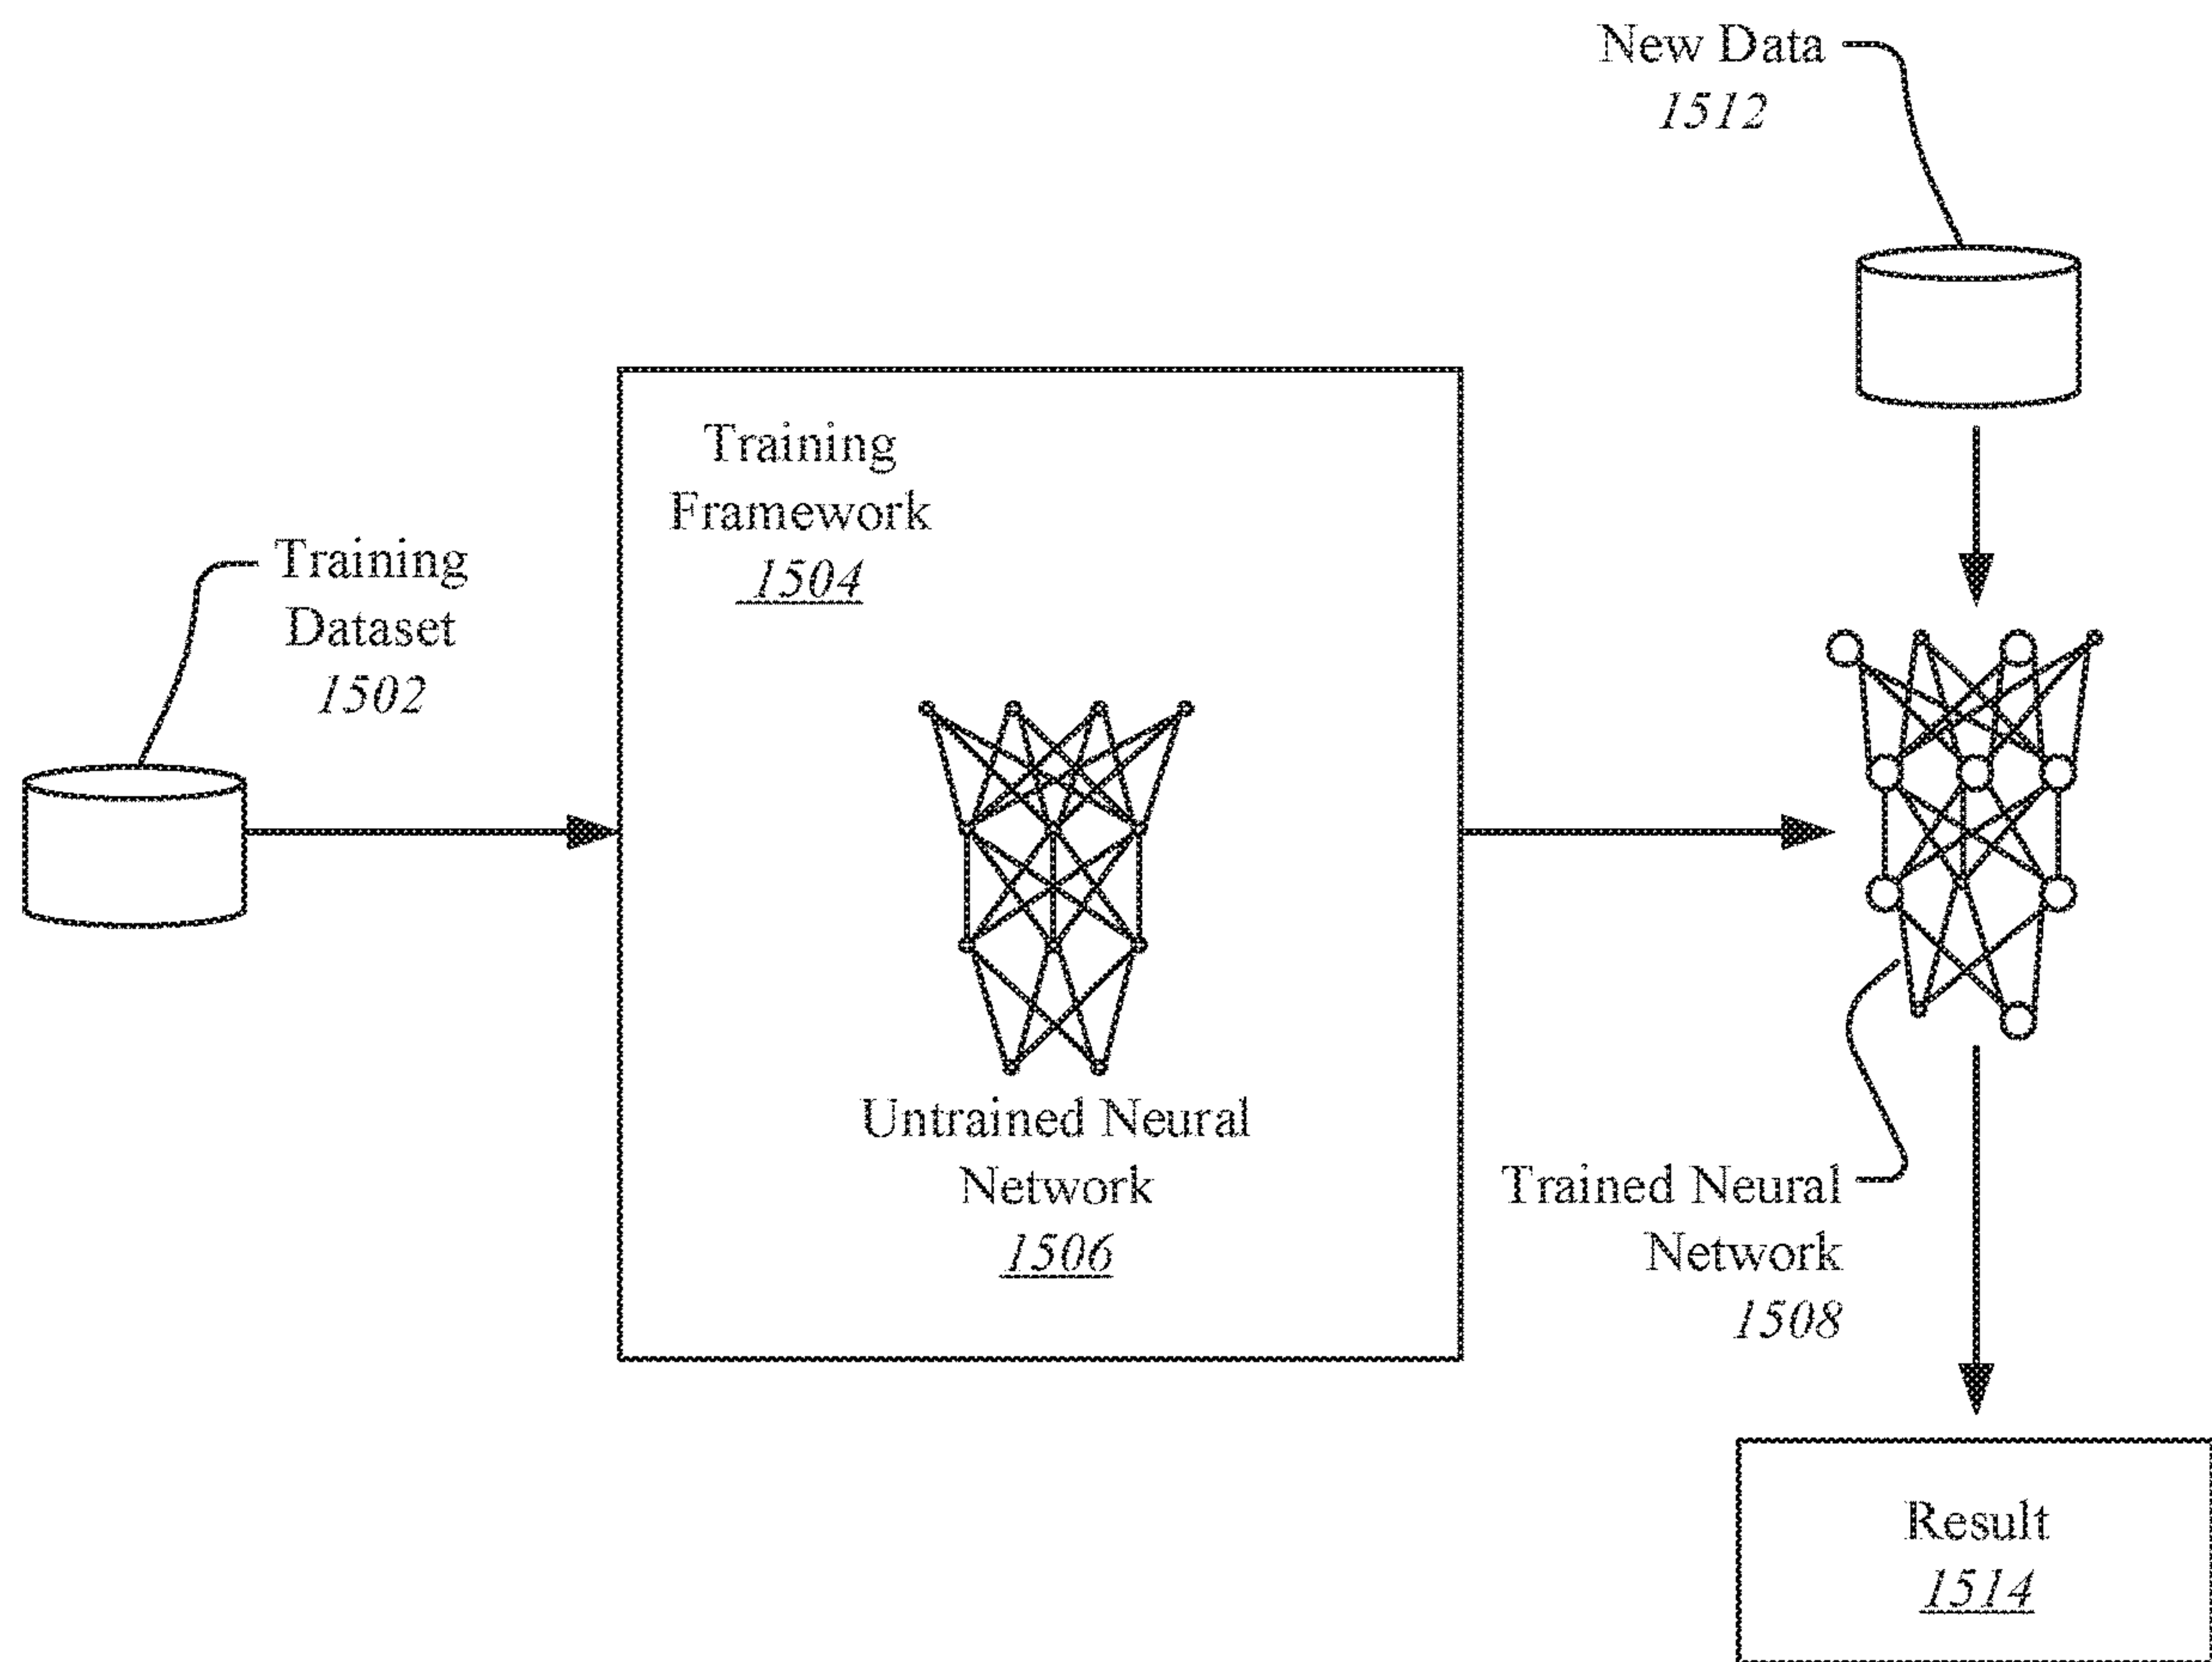 New Data
1512
Training
Framework
1504
Training
Dataset
1502
Untrained Neural
Network
1506
Trained Neural
Network
1508
Result
1514